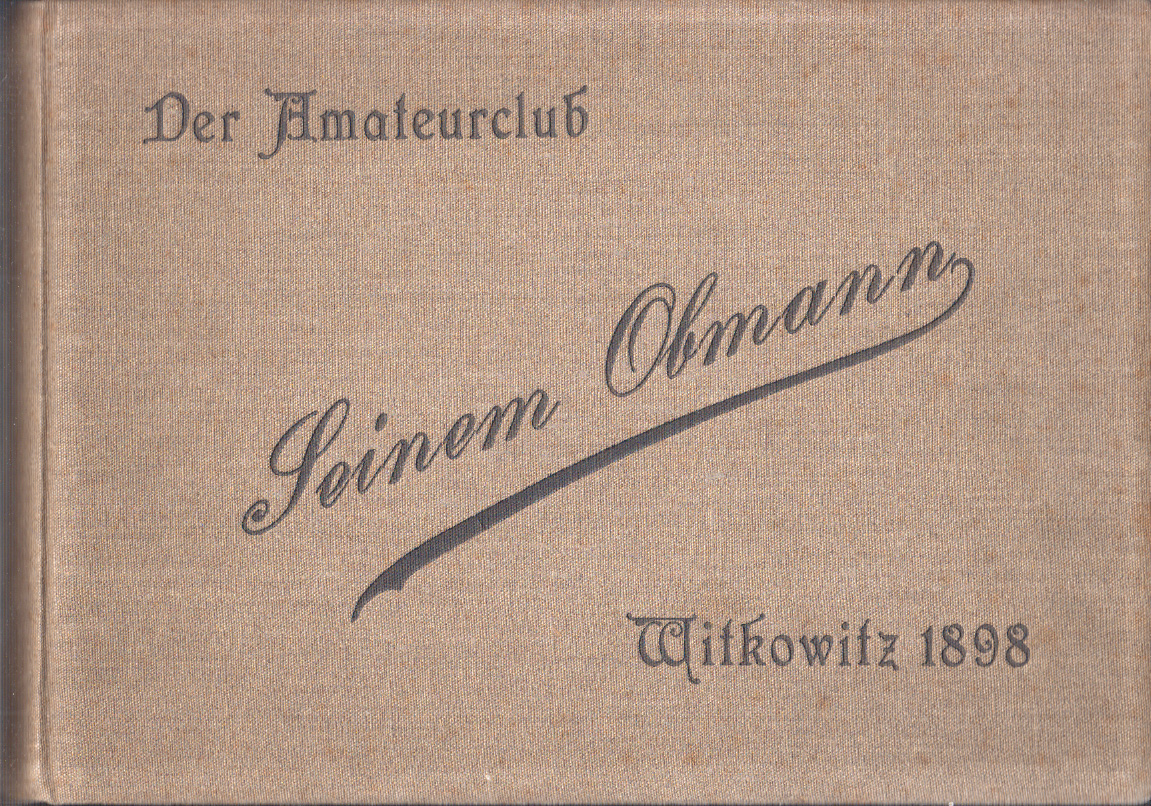 Der Amateurclub
Seinem Obmann
Witkowitz 1898